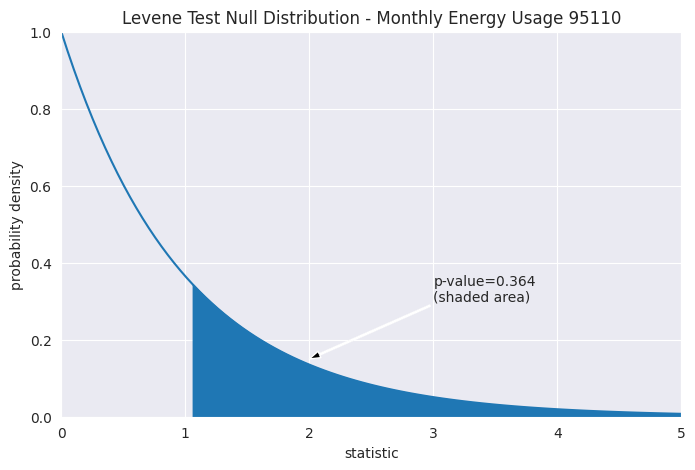 Levene Test Null Distribution - Monthly Energy Usage 95110
1.0
0.8
0.6
0.4
0.2
0.0
probability density
p-value=0.364
(shaded area)
0 1 2 3 4 5
statistic